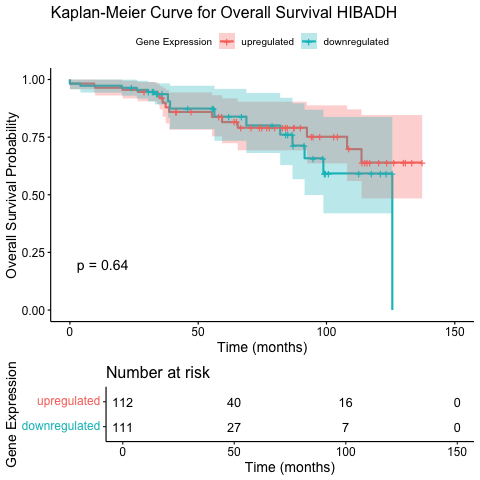 Kaplan-Meier Curve for Overall Survival HIBADH
Gene Expression upregulated downregulated
Overall Survival Probability
1.00
0.75
0.50
0.25
0.00
p = 0.64
0 50 100 150
Time (months)
Number at risk
Gene Expression
upregulated 112 40 16 0
downregulated 111 27 7 0
0 50 100 150
Time (months)